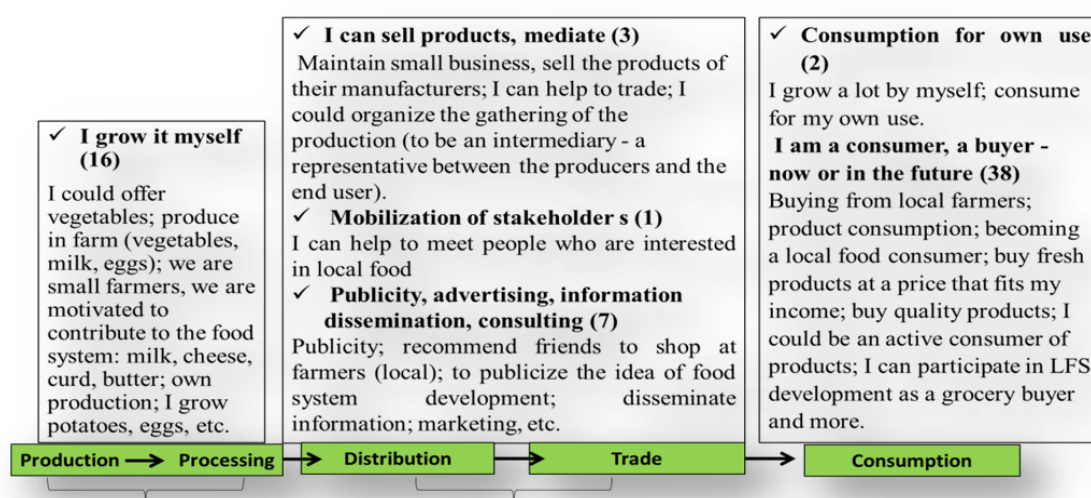 ✓ I grow it myself
(16)
I could offer
vegetables; produce
in farm (vegetables,
milk, eggs); we are
small farmers, we are
motivated to
contribute to the food
system: milk, cheese,
curd, butter; own
production; I grow
potatoes, eggs, etc.
✓ I can sell products, mediate (3)
Maintain small business, sell the products of
their manufacturers; I can help to trade; I
could organize the gathering of the
production (to be an intermediary - a
representative between the producers and the
end user).
✓ Mobilization of stakeholder s (1)
I can help to meet people who are interested
in local food
✓ Publicity, advertising, information
dissemination, consulting (7)
Publicity; recommend friends to shop at
farmers (local); to publicize the idea of food
system development; disseminate
information; marketing, etc.
✓ Consumption for own use
(2)
I grow a lot by myself; consume
for my own use.
I am a consumer, a buyer -
now or in the future (38)
Buying from local farmers;
product consumption; becoming
a local food consumer; buy fresh
products at a price that fits my
income; buy quality products; I
could be an active consumer of
products; I can participate in LFS
development as a grocery buyer
and more.
Production → Processing → Distribution → Trade → Consumption